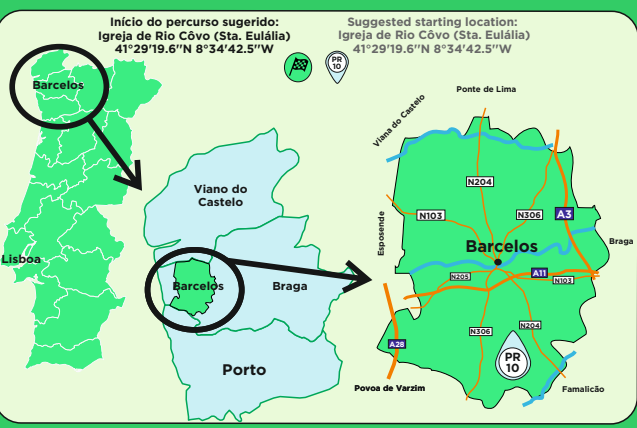 Início do percurso sugerido:
Igreja de Rio Côvo (Sta. Eulália)
41°29'19.6"N 8°34'42.5"W
Suggested starting location:
Igreja de Rio Côvo (Sta. Eulália)
41°29'19.6"N 8°34'42.5"W
PR
10
Barcelos
Lisboa
Viano do
Castelo
Barcelos
Braga
Porto
Ponte de Lima
Viana do Castelo
N204
N103
N306
A3
Esposende
Barcelos
Braga
N205
A11
N103
N306
N204
A28
PR
10
Povoa de Varzim
Famalicão